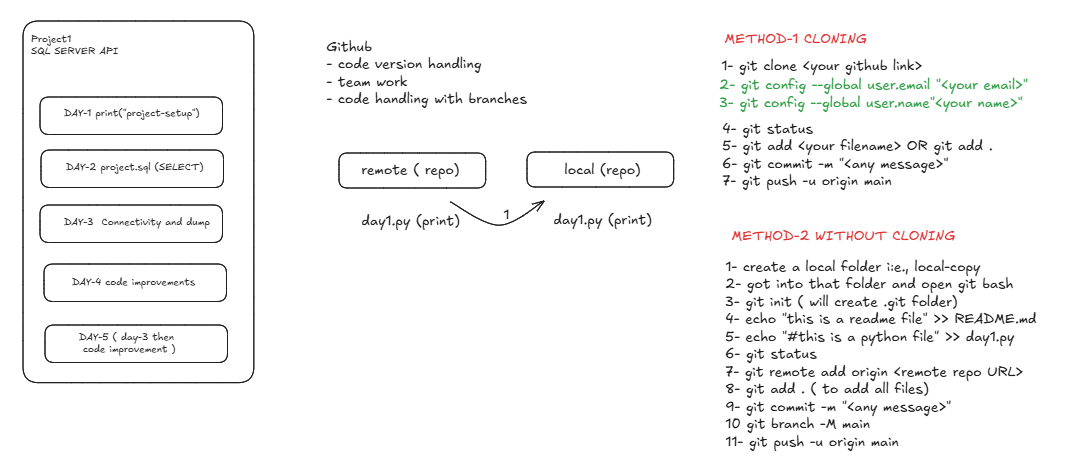 Project1
SQL SERVER API
DAY-1 print("project-setup")
DAY-2 project.sql (SELECT)
DAY-3 Connectivity and dump
DAY-4 code improvements
DAY-5 ( day-3 then
code improvement )
Github
- code version handling
- team work
- code handling with branches
remote ( repo)
local (repo)
day1.py (print)
1
day1.py (print)
METHOD-1 CLONING
1- git clone <your github link>
2- git config --global user.email "<your email>"
3- git config --global user.name"<your name>"
4- git status
5- git add <your filename> OR git add .
6- git commit -m "<any message>"
7- git push -u origin main
METHOD-2 WITHOUT CLONING
1- create a local folder i:e., local-copy
2- got into that folder and open git bash
3- git init ( will create .git folder)
4- echo "this is a readme file" >> README.md
5- echo "#this is a python file" >> day1.py
6- git status
7- git remote add origin <remote repo URL>
8- git add . ( to add all files)
9- git commit -m "<any message>"
10 git branch -M main
11- git push -u origin main